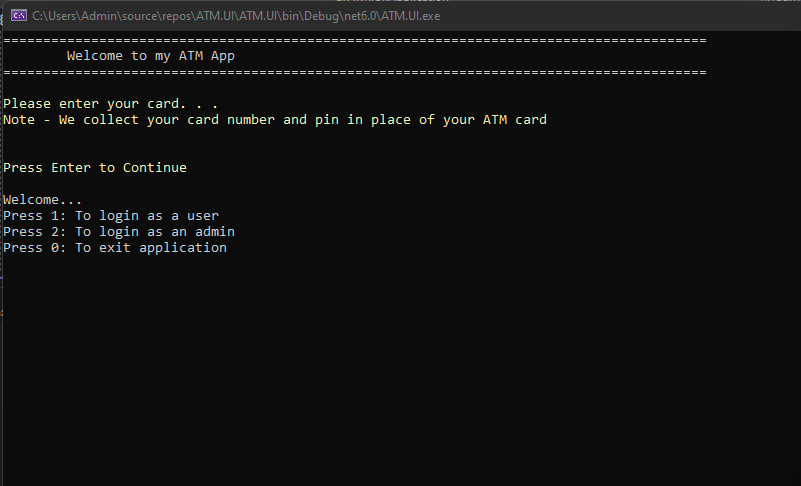 C:\Users\Admin\source\repos\ATM.UI\ATM.UI\bin\Debug\net6.0\ATM.UI.exe
========================================================================================
Welcome to my ATM App
========================================================================================
Please enter your card. . .
Note - We collect your card number and pin in place of your ATM card
Press Enter to Continue
Welcome...
Press 1: To login as a user
Press 2: To login as an admin
Press 0: To exit application